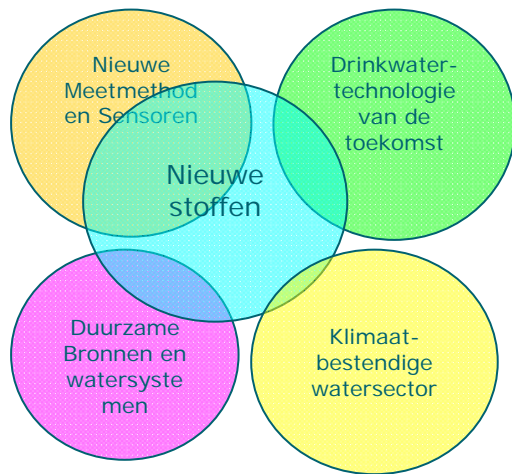 Nieuwe
Meetmethod
en Sensoren
Drinkwater-
technologie
van de
toekomst
Nieuwe
stoffen
Duurzame
Bronnen en
watersyste
men
Klimaat-
bestendige
watersector